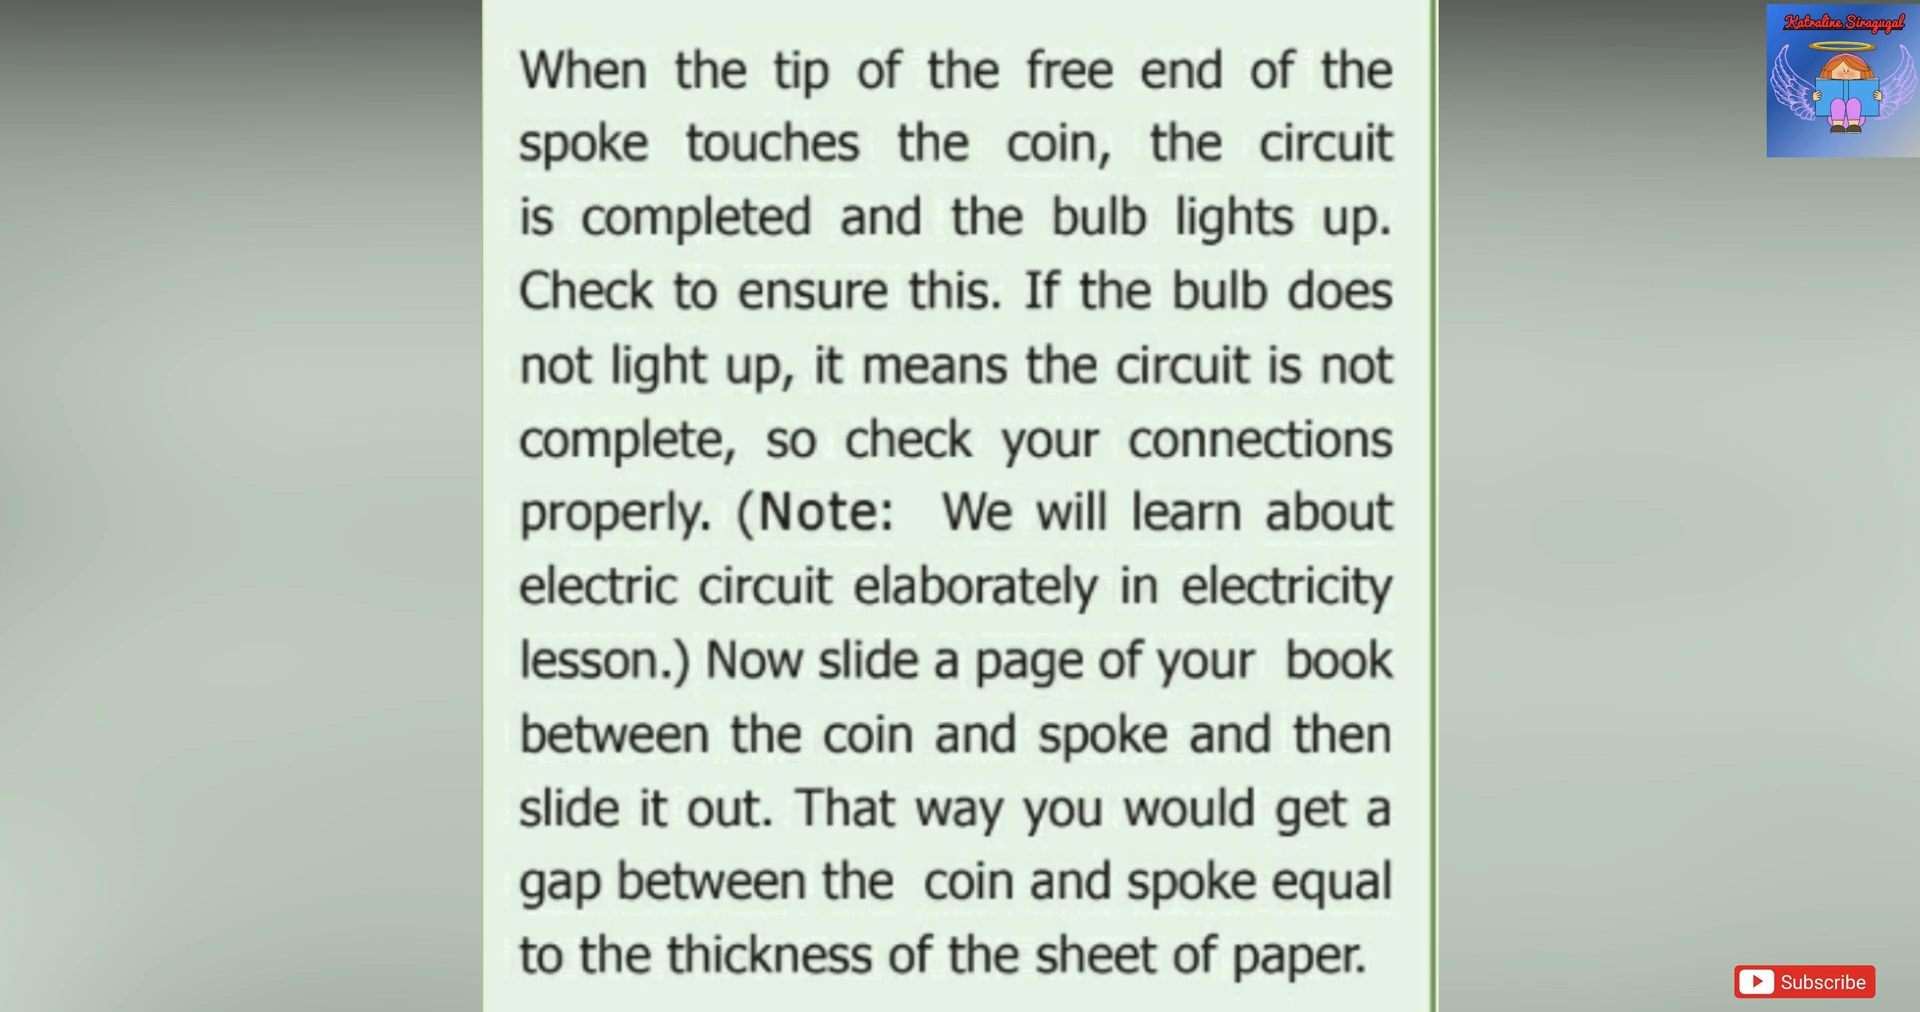 Katraline Siragugal
When the tip of the free end of the
spoke touches the coin, the circuit
is completed and the bulb lights up.
Check to ensure this. If the bulb does
not light up, it means the circuit is not
complete, so check your connections
properly. (Note: We will learn about
electric circuit elaborately in electricity
lesson.) Now slide a page of your book
between the coin and spoke and then
slide it out. That way you would get a
gap between the coin and spoke equal
to the thickness of the sheet of paper.
Subscribe